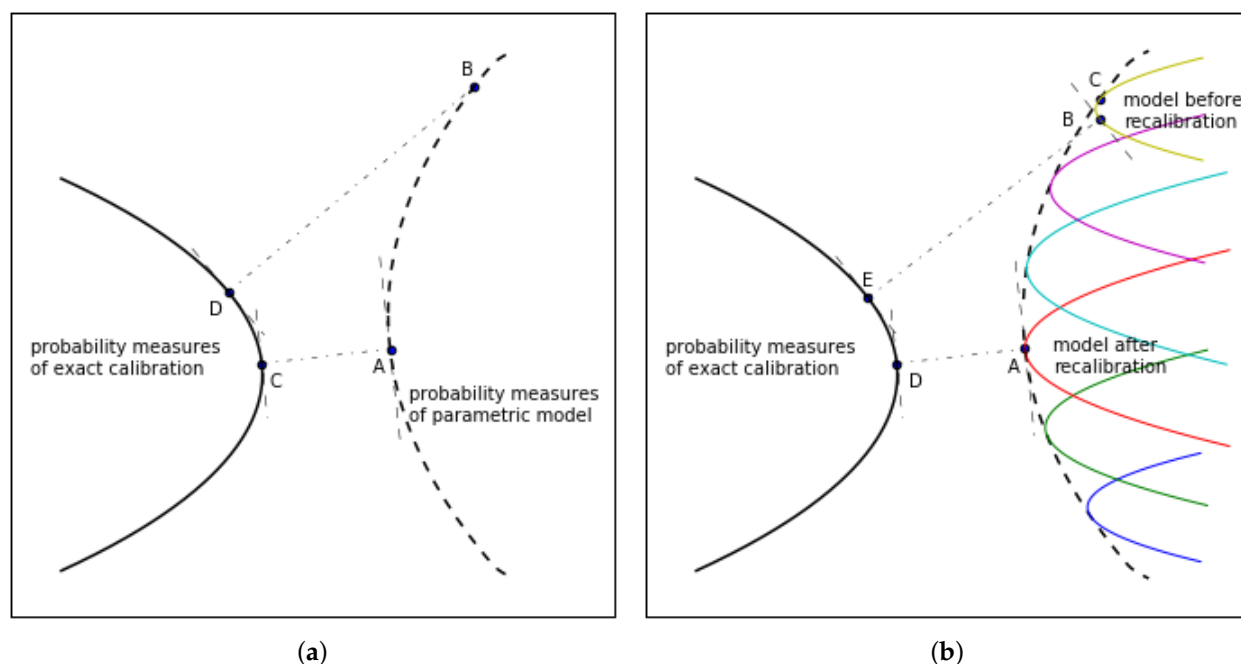 B
D
probability measures
of exact calibration
C
A
probability measures
of parametric model
(a)
C
model before
B
recalibration
E
probability measures
of exact calibration
D
A
model after
recalibration
(b)